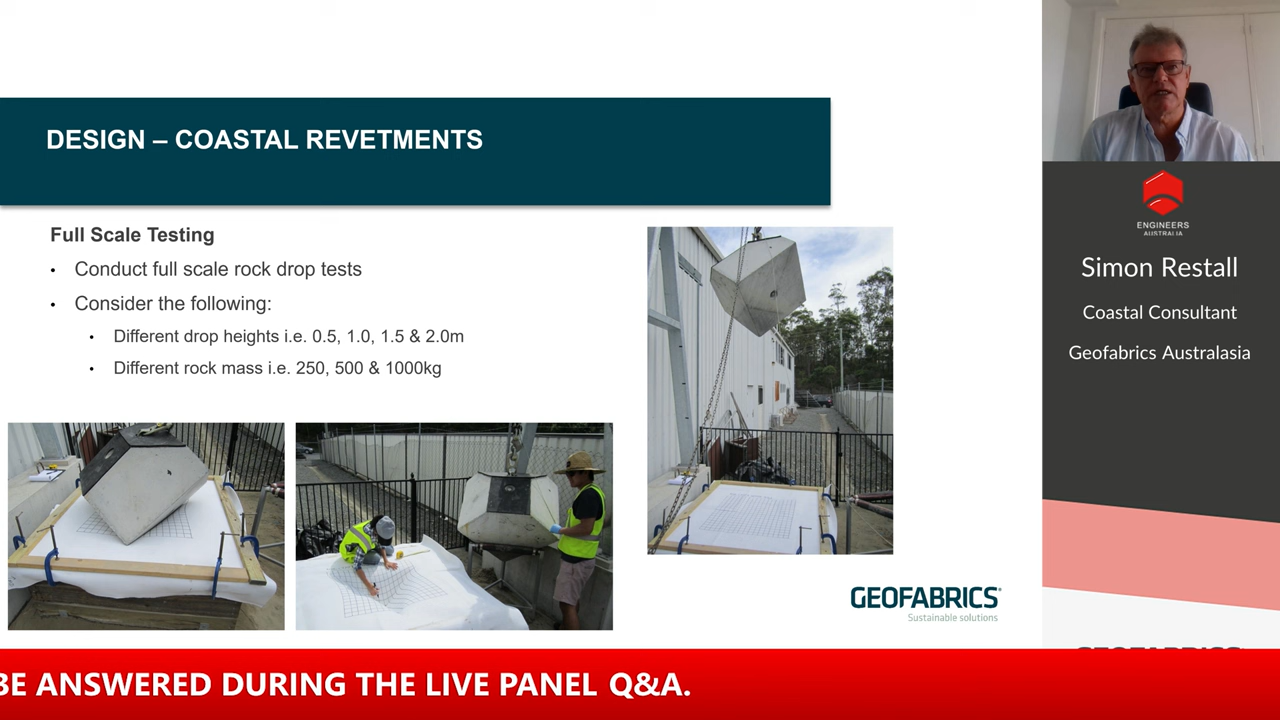 DESIGN – COASTAL REVETMENTS
Full Scale Testing
• Conduct full scale rock drop tests
• Consider the following:
• Different drop heights i.e. 0.5, 1.0, 1.5 & 2.0m
• Different rock mass i.e. 250, 500 & 1000kg
GEOFABRICS®
Sustainable solutions
ENGINEERS
AUSTRALIA
Simon Restall
Coastal Consultant
Geofabrics Australasia
BE ANSWERED DURING THE LIVE PANEL Q&A.